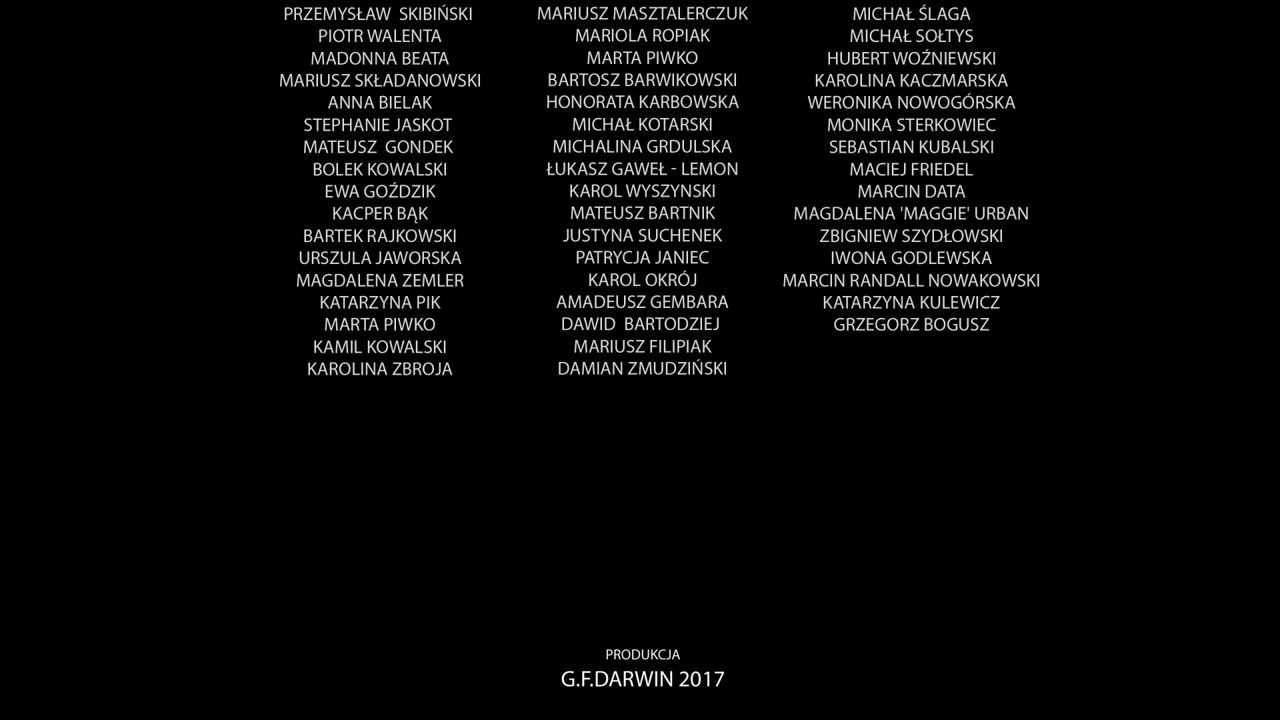 PRZEMYSŁAW  SKIBIŃSKI
PIOTR WALENTA
MADONNA BEATA
MARIUSZ SKŁADANOWSKI
ANNA BIELAK
STEPHANIE JASKOT
MATEUSZ  GONDEK
BOLEK KOWALSKI
EWA GOŹDZIK
KACPER BĄK
BARTEK RAJKOWSKI
URSZULA JAWORSKA
MAGDALENA ZEMLER
KATARZYNA PIK
MARTA PIWKO
KAMIL KOWALSKI
KAROLINA ZBROJA
MARIUSZ MASZTALERCZUK
MARIOLA ROPIAK
MARTA PIWKO
BARTOSZ BARWIKOWSKI
HONORATA KARBOWSKA
MICHAŁ KOTARSKI
MICHALINA GRDULSKA
ŁUKASZ GAWEŁ - LEMON
KAROL WYSZYNSKI
MATEUSZ BARTNIK
JUSTYNA SUCHENEK
PATRYCJA JANIEC
KAROL OKRÓJ
AMADEUSZ GEMBARA
DAWID  BARTODZIEJ
MARIUSZ FILIPIAK
DAMIAN ZMUDZIŃSKI
MICHAŁ ŚLAGA
MICHAŁ SOŁTYS
HUBERT WOŹNIEWSKI
KAROLINA KACZMARSKA
WERONIKA NOWOGÓRSKA
MONIKA STERKOWIEC
SEBASTIAN KUBALSKI
MACIEJ FRIEDEL
MARCIN DATA
MAGDALENA 'MAGGIE' URBAN
ZBIGNIEW SZYDŁOWSKI
IWONA GODLEWSKA
MARCIN RANDALL NOWAKOWSKI
KATARZYNA KULEWICZ
GRZEGORZ BOGUSZ
PRODUKCJA
G.F.DARWIN 2017